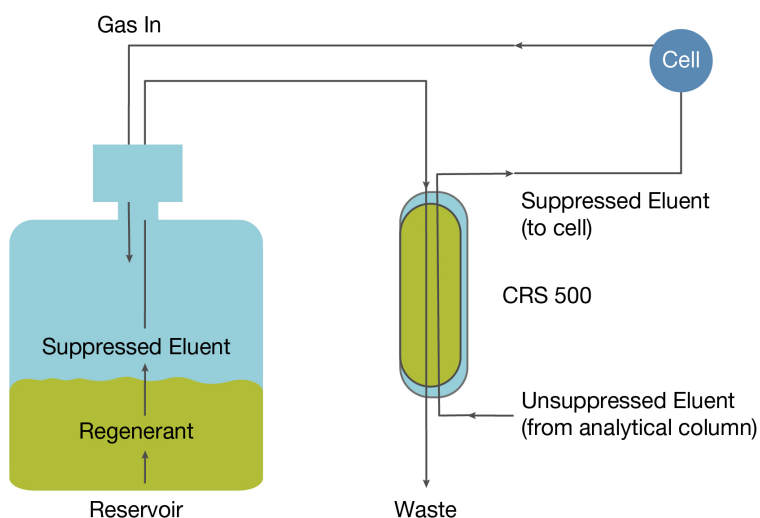 Gas In
Cell
Suppressed Eluent
(to cell)
CRS 500
Suppressed Eluent
Unsuppressed Eluent
(from analytical column)
Regenerant
Reservoir
Waste